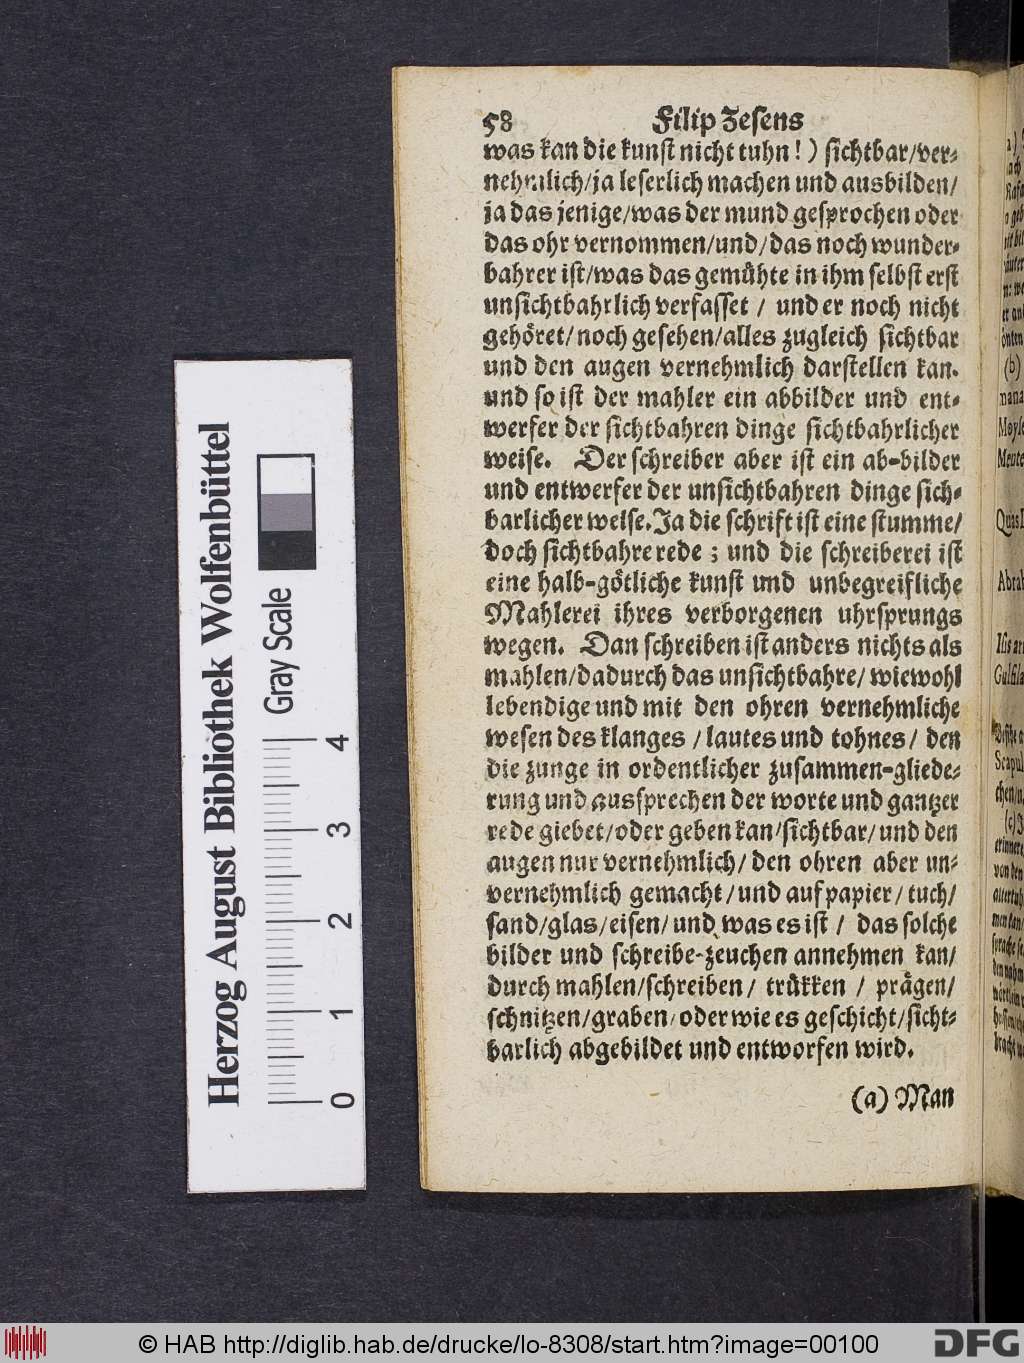 58 Filip Zesens
was kan die kunst nicht tuhn!) sichtbar/ver-
nehmlich/ja leserlich machen und ausbilden/
ja das jenige/was der mund gesprochen oder
das ohr vernommen/und/das noch wunder-
bahrer ist/was das gemühte in ihm selbst erst
unsichtbahrlich verfasset / und er noch nicht
gehöret/noch gesehen/alles zugleich sichtbar
und den augen vernehmlich darstellen kan.
und so ist der mahler ein abbilder und ent-
werfer der sichtbahren dinge sichtbahrlicher
weise. Der schreiber aber ist ein ab-bilder
und entwerfer der unsichtbahren dinge sich-
barlicher weise. Ja die schrift ist eine stumme/
doch sichtbahre rede ; und die schreiberei ist
eine halb-götliche kunst und unbegreifliche
Mahlerei ihres verborgenen uhrsprungs
wegen. Dan schreiben ist anders nichts als
mahlen/dadurch das unsichtbahre/ wiewohl
lebendige und mit den ohren vernehmliche
wesen des klanges / lautes und tohnes/ den
die zunge in ordentlicher zusammen-gliede-
rung und aussprechen der worte und gantzer
rede giebet/oder geben kan/sichtbar/ und den
augen nur vernehmlich/ den ohren aber un-
vernehmlich gemacht/und auf papier/ tuch/
sand/glas/eisen/ und was es ist / das solche
bilder und schreibe-zeuchen annehmen kan/
durch mahlen/schreiben/ trükken / prägen/
schnitzen/graben/oder wie es geschicht/sicht-
barlich abgebildet und entworfen wird.
(a) Man
Herzog August Bibliothek Wolfenbüttel
Gray Scale
0 1 2 3 4
(b)
Abrah
Scapul
© HAB http://diglib.hab.de/drucke/lo-8308/start.htm?image=00100
DFG